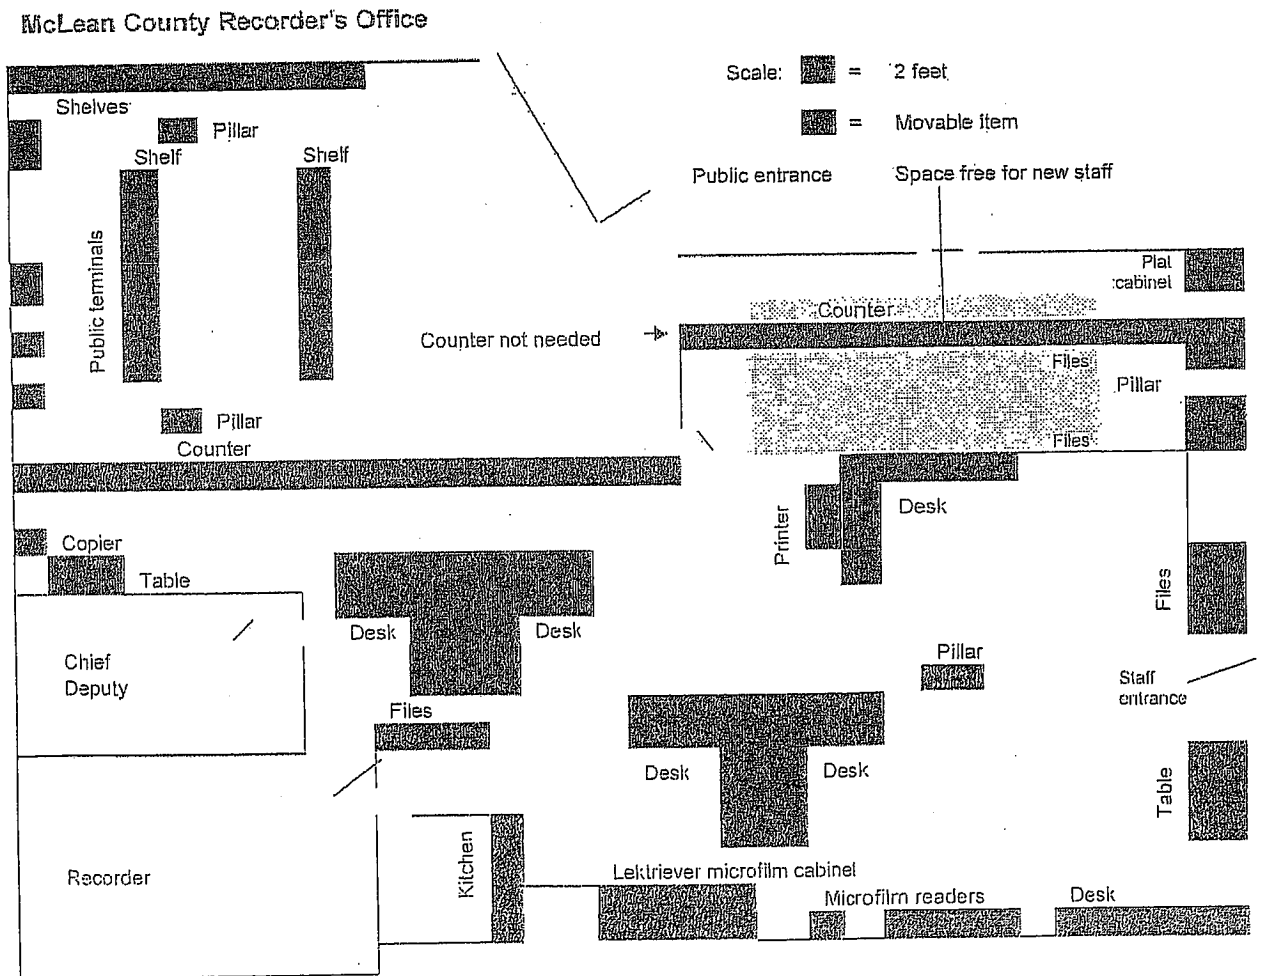 McLean County Recorder's Office
Scale: = 2 feet
= Movable item
Public entrance
Space free for new staff
Shelves
Pillar
Shelf
Shelf
Public terminals
Plat
cabinet
Counter
Counter not needed
Files
Pillar
Files
Pillar
Counter
Desk
Printer
Copier
Table
Files
Desk
Desk
Chief
Deputy
Pillar
Staff
entrance
Files
Desk
Desk
Table
Kitchen
Recorder
Lektriever microfilm cabinet
Microfilm readers
Desk